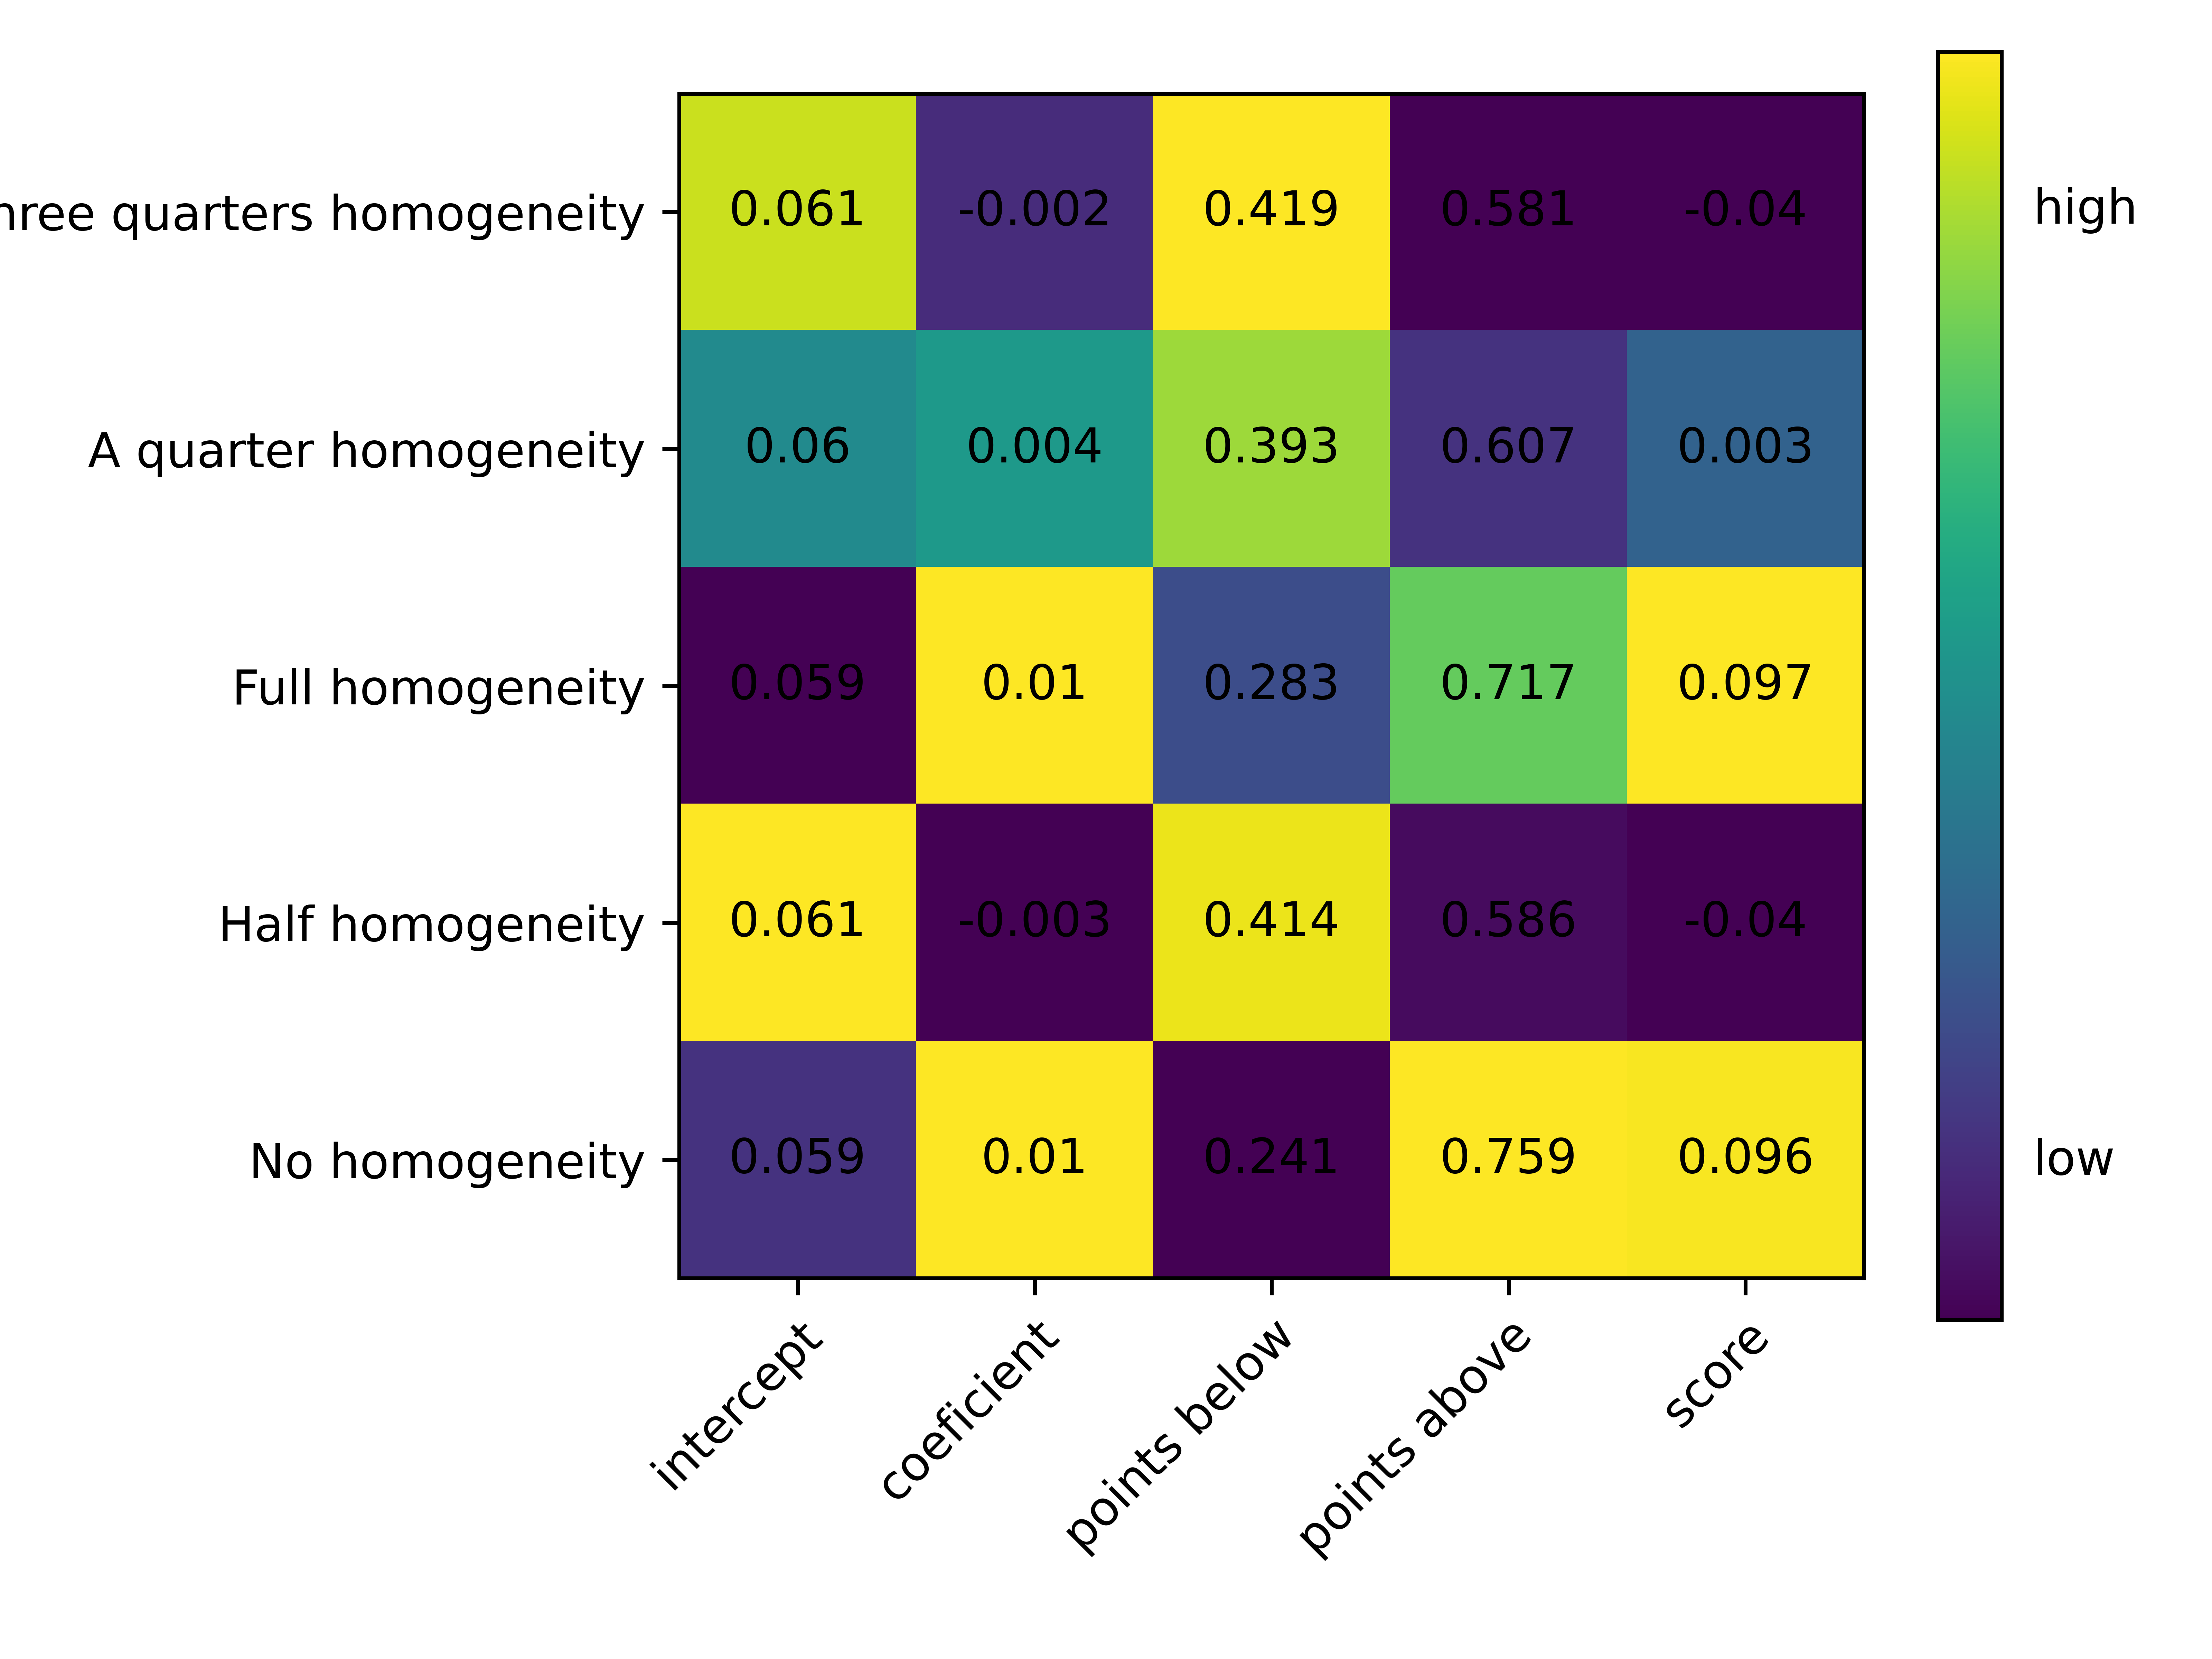 hree quarters homogeneity 0.061 -0.002 0.419 0.581 -0.04
A quarter homogeneity 0.06 0.004 0.393 0.607 0.003
Full homogeneity 0.059 0.01 0.283 0.717 0.097
Half homogeneity 0.061 -0.003 0.414 0.586 -0.04
No homogeneity 0.059 0.01 0.241 0.759 0.096
intercept
coeficient
points below
points above
score
high
low